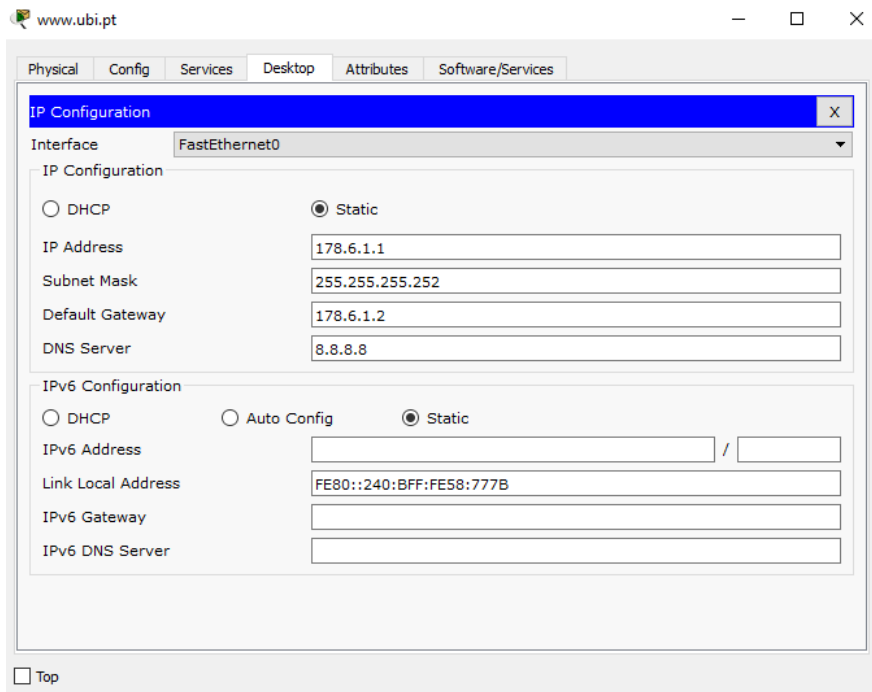 www.ubi.pt
Physical Config Services Desktop Attributes Software/Services
IP Configuration X
Interface FastEthernet0
IP Configuration
DHCP Static
IP Address 178.6.1.1
Subnet Mask 255.255.255.252
Default Gateway 178.6.1.2
DNS Server 8.8.8.8
IPv6 Configuration
DHCP Auto Config Static
IPv6 Address /
Link Local Address FE80::240:BFF:FE58:777B
IPv6 Gateway
IPv6 DNS Server
Top